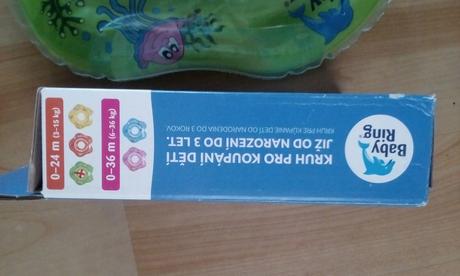 Baby
Ring
KRUH PRO KOUPÁNÍ DĚTÍ
JIŽ OD NAROZENÍ DO 3 LET.
KRUH PRE KÚPANIE DETÍ OD NARODENIA DO 3 ROKOV.
0–24 m (3-15 kg)
0–36 m (6-36 kg)